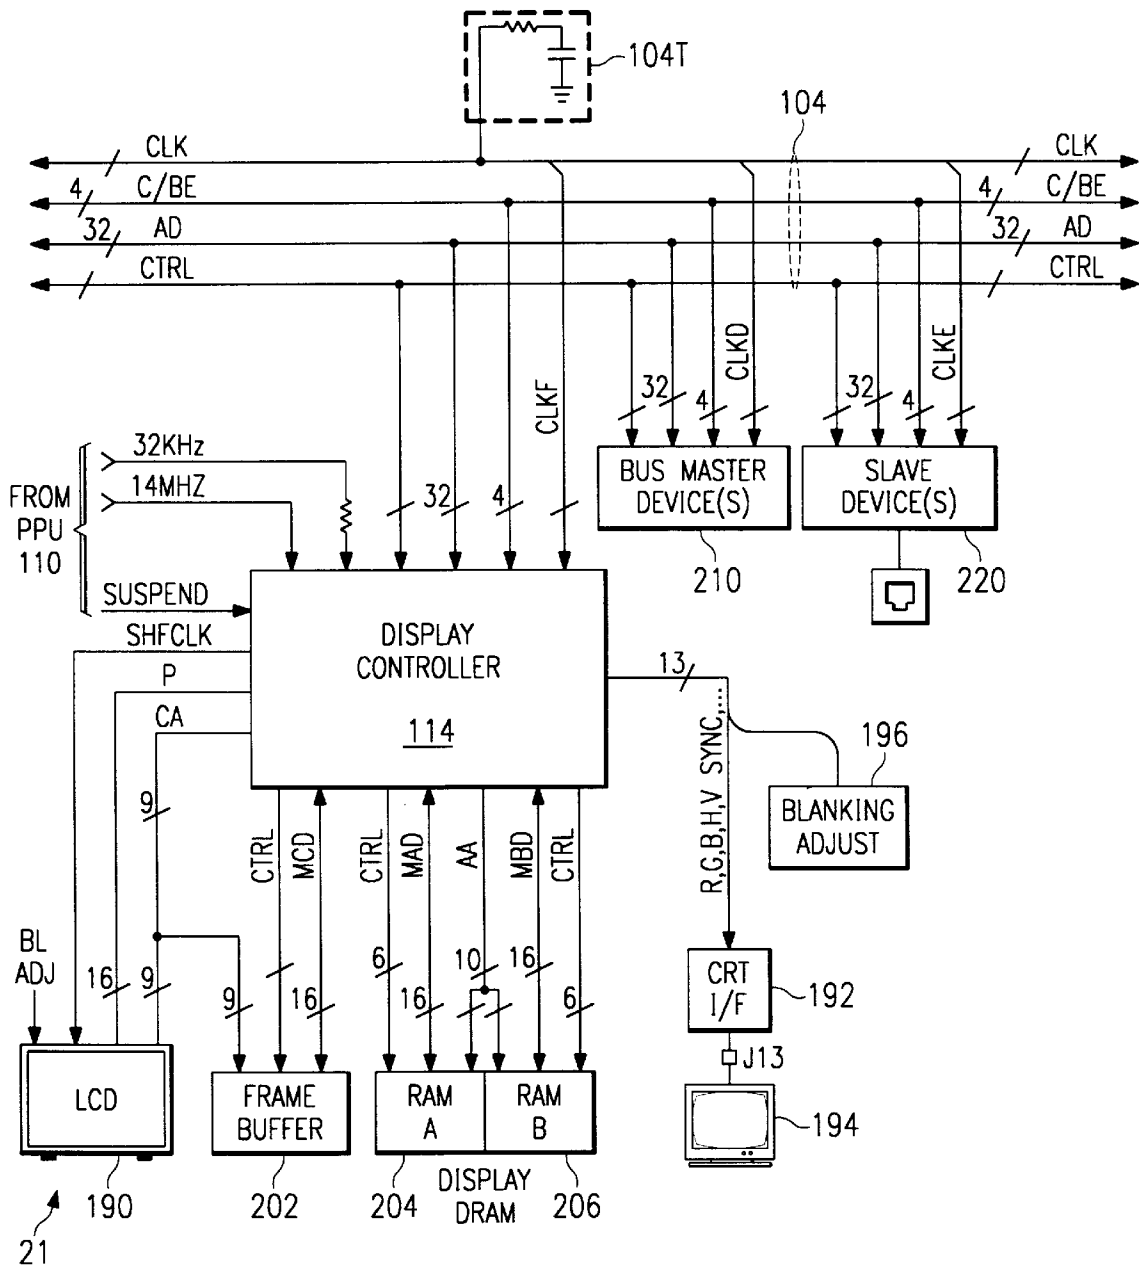 104T
104
CLK
CLK
4
C/BE
4
C/BE
32
AD
32
AD
CTRL
CTRL
CLKF
CLKD
CLKE
32
4
32
4
32KHz
14MHZ
FROM
PPU
110
32
4
BUS MASTER
DEVICE(S)
SLAVE
DEVICE(S)
210
220
SUSPEND
SHFCLK
P
CA
DISPLAY
CONTROLLER
114
13
R,G,B,H,V SYNC,...
196
BLANKING
ADJUST
9
CTRL
MCD
CTRL
MAD
AA
MBD
CTRL
BL
ADJ
16
9
9
16
6
16
10
16
6
CRT
I/F
192
J13
LCD
FRAME
BUFFER
RAM
A
RAM
B
194
190
202
204
DISPLAY
DRAM
206
21